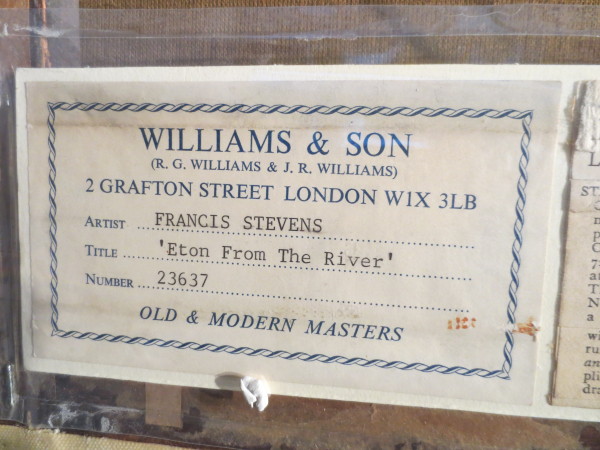 WILLIAMS & SON
(R. G. WILLIAMS & J. R. WILLIAMS)
2 GRAFTON STREET LONDON W1X 3LB
ARTIST FRANCIS STEVENS
TITLE 'Eton From The River'
NUMBER 23637
OLD & MODERN MASTERS